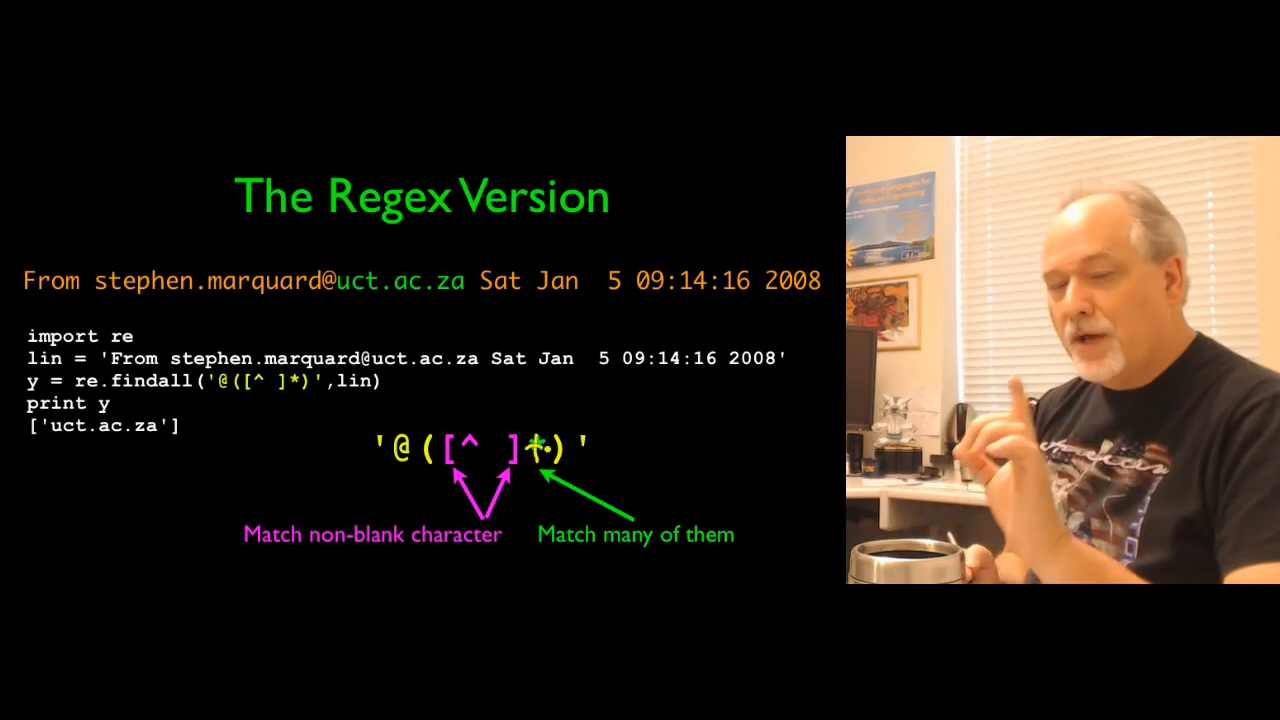 The Regex Version
From stephen.marquard@uct.ac.za Sat Jan  5 09:14:16 2008
import re
lin = 'From stephen.marquard@uct.ac.za Sat Jan  5 09:14:16 2008'
y = re.findall('@([^ ]*)',lin)
print y
['uct.ac.za']
'@([^ ]*)'
Match non-blank character
Match many of them
ETH